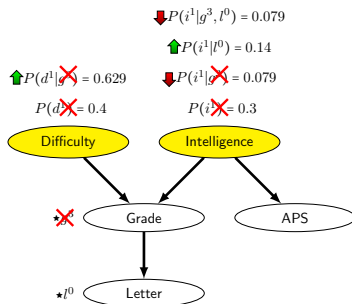 P(i¹|g³, l⁰) = 0.079
P(i¹|l⁰) = 0.14
P(d¹|g³) = 0.629
P(i¹|g³) = 0.079
P(d¹) = 0.4
P(i¹) = 0.3
Difficulty
Intelligence
⋆g³
Grade
APS
⋆l⁰
Letter